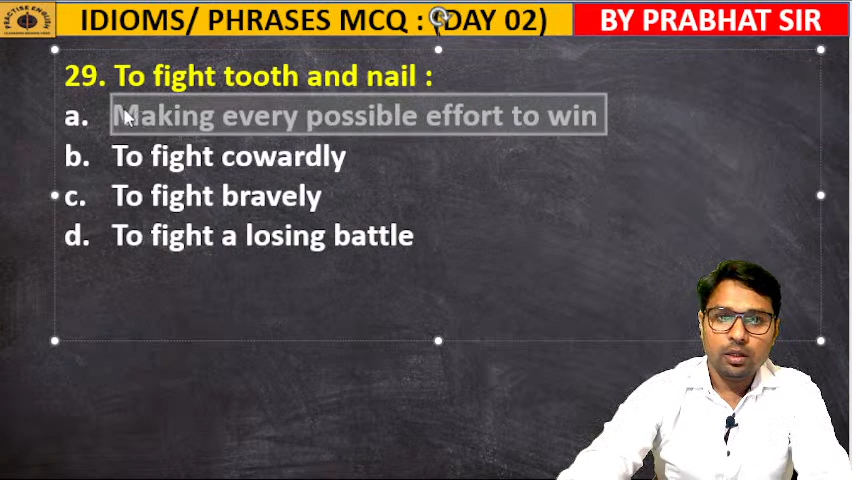 IDIOMS/ PHRASES MCQ : (DAY 02)
BY PRABHAT SIR
29. To fight tooth and nail :
a. Making every possible effort to win
b. To fight cowardly
c. To fight bravely
d. To fight a losing battle